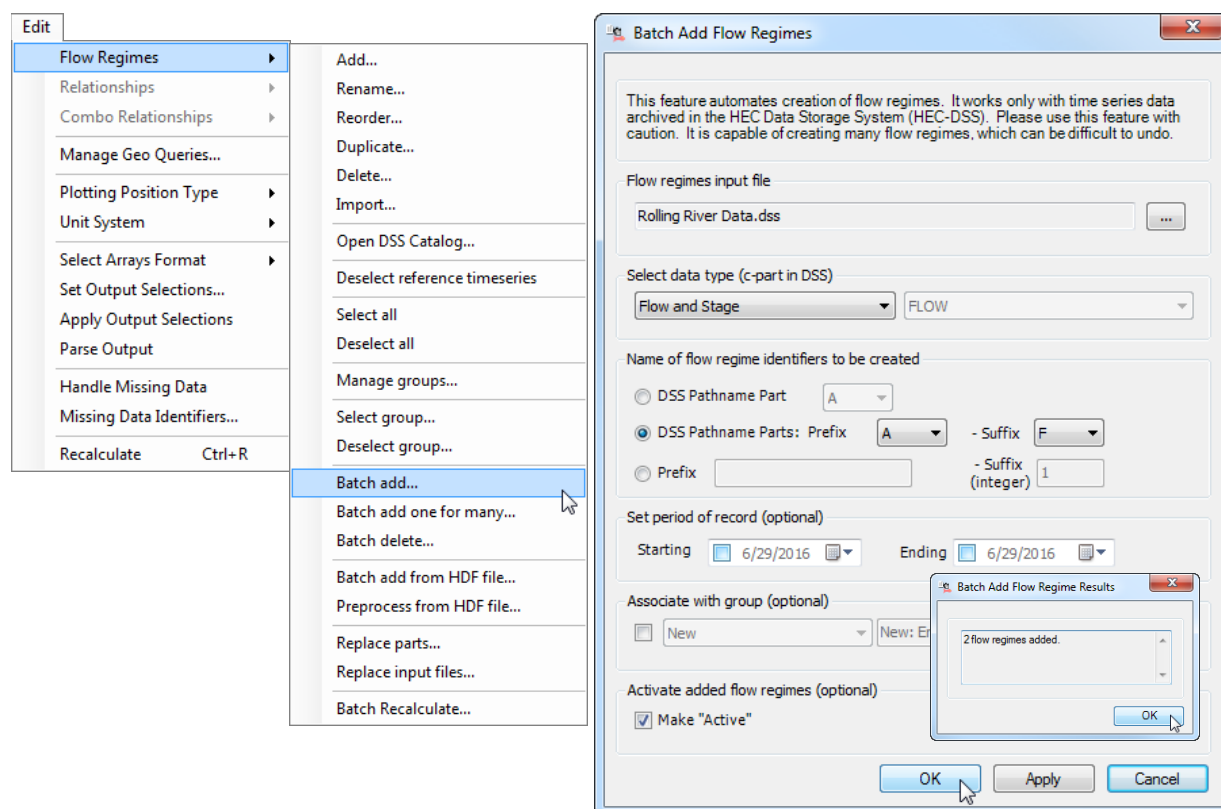 Edit
Flow Regimes
Relationships
Combo Relationships
Manage Geo Queries...
Plotting Position Type
Unit System
Select Arrays Format
Set Output Selections...
Apply Output Selections
Parse Output
Handle Missing Data
Missing Data Identifiers...
Recalculate Ctrl+R
Add...
Rename...
Reorder...
Duplicate...
Delete...
Import...
Open DSS Catalog...
Deselect reference timeseries
Select all
Deselect all
Manage groups...
Select group...
Deselect group...
Batch add...
Batch add one for many...
Batch delete...
Batch add from HDF file...
Preprocess from HDF file...
Replace parts...
Replace input files...
Batch Recalculate...
Batch Add Flow Regimes
This feature automates creation of flow regimes. It works only with time series data
archived in the HEC Data Storage System (HEC-DSS). Please use this feature with
caution. It is capable of creating many flow regimes, which can be difficult to undo.
Flow regimes input file
Rolling River Data.dss
...
Select data type (c-part in DSS)
Flow and Stage FLOW
Name of flow regime identifiers to be created
DSS Pathname Part A
DSS Pathname Parts: Prefix A - Suffix F
Prefix - Suffix
(integer) 1
Set period of record (optional)
Starting 6/29/2016 Ending 6/29/2016
Associate with group (optional)
New New: Er
Activate added flow regimes (optional)
Make "Active"
OK Apply Cancel
Batch Add Flow Regime Results
2 flow regimes added.
OK